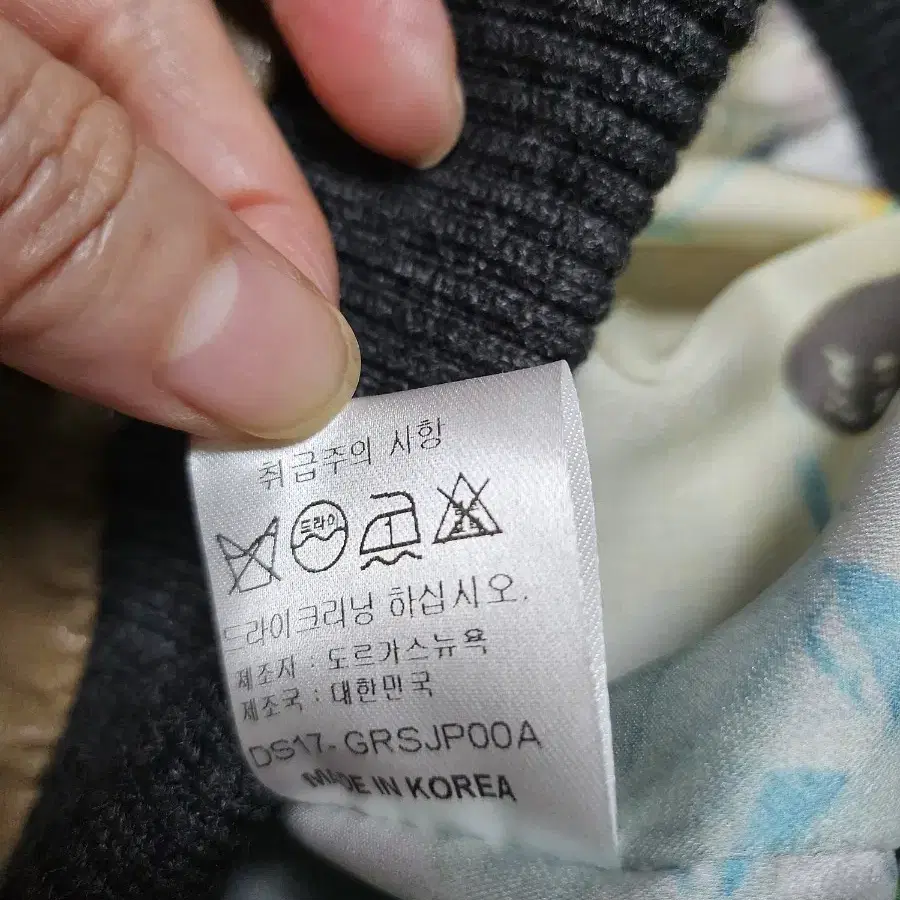 취급주의 시항
드라이
드라이크리닝 하십시오.
제조지 : 도르가스뉴욕
제조국 : 대한민국
DS17-GRSJP00A
MADE IN KOREA